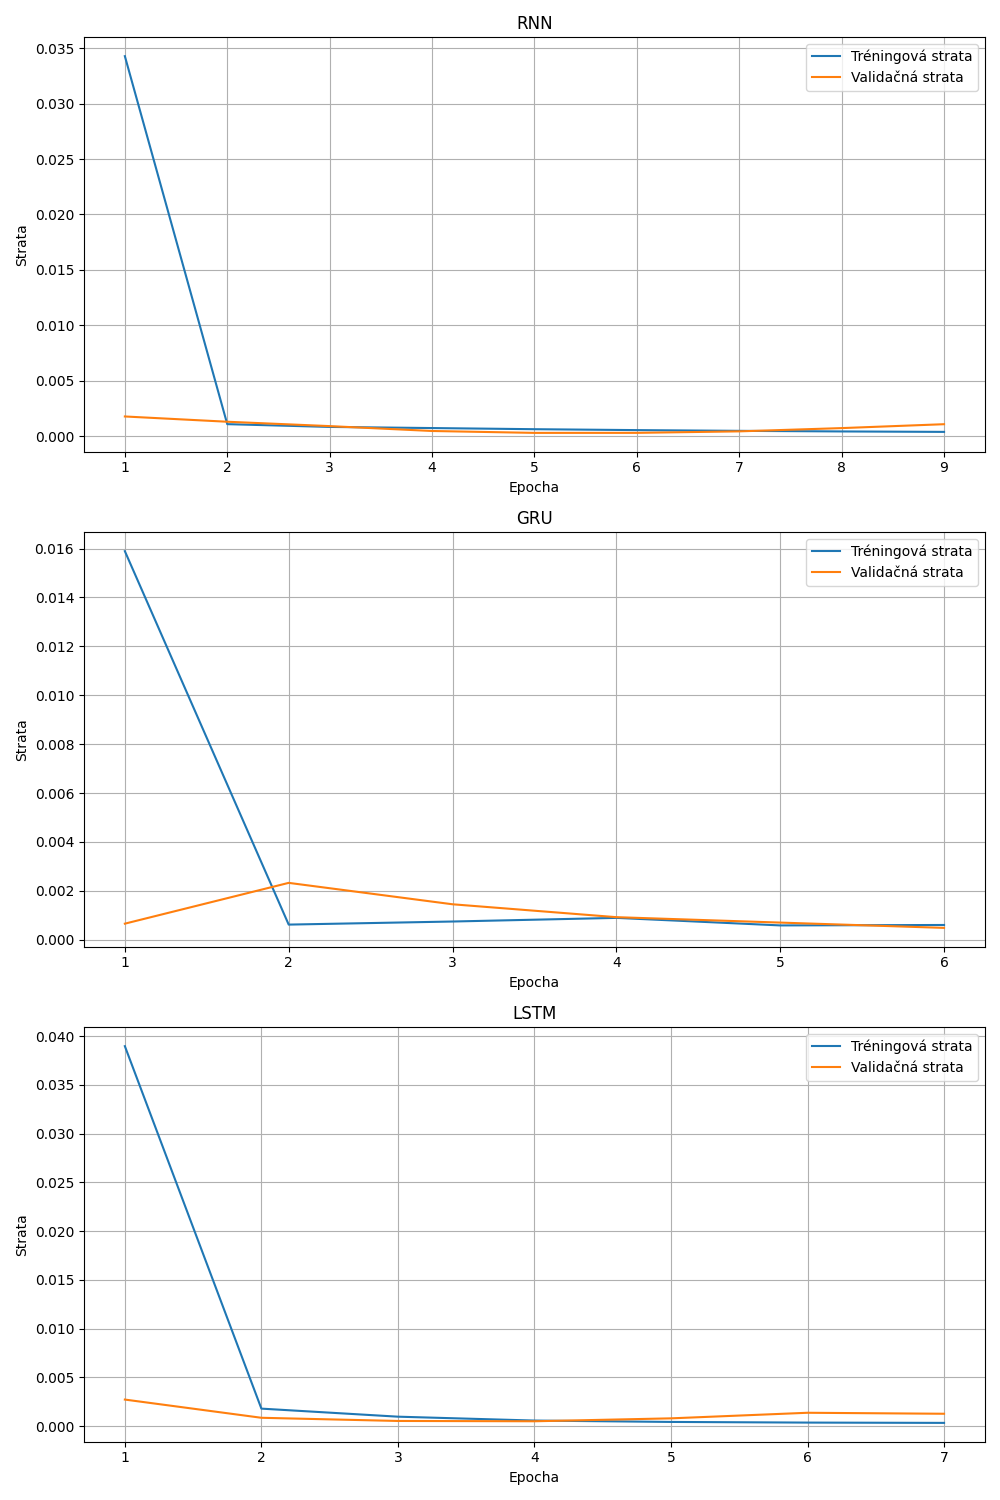 RNN
0.035
0.030
0.025
0.020
0.015
0.010
0.005
0.000
Strata
Tréningová strata
Validačná strata
1 2 3 4 5 6 7 8 9
Epocha
GRU
0.016
0.014
0.012
0.010
0.008
0.006
0.004
0.002
0.000
Strata
Tréningová strata
Validačná strata
1 2 3 4 5 6
Epocha
LSTM
0.040
0.035
0.030
0.025
0.020
0.015
0.010
0.005
0.000
Strata
Tréningová strata
Validačná strata
1 2 3 4 5 6 7
Epocha